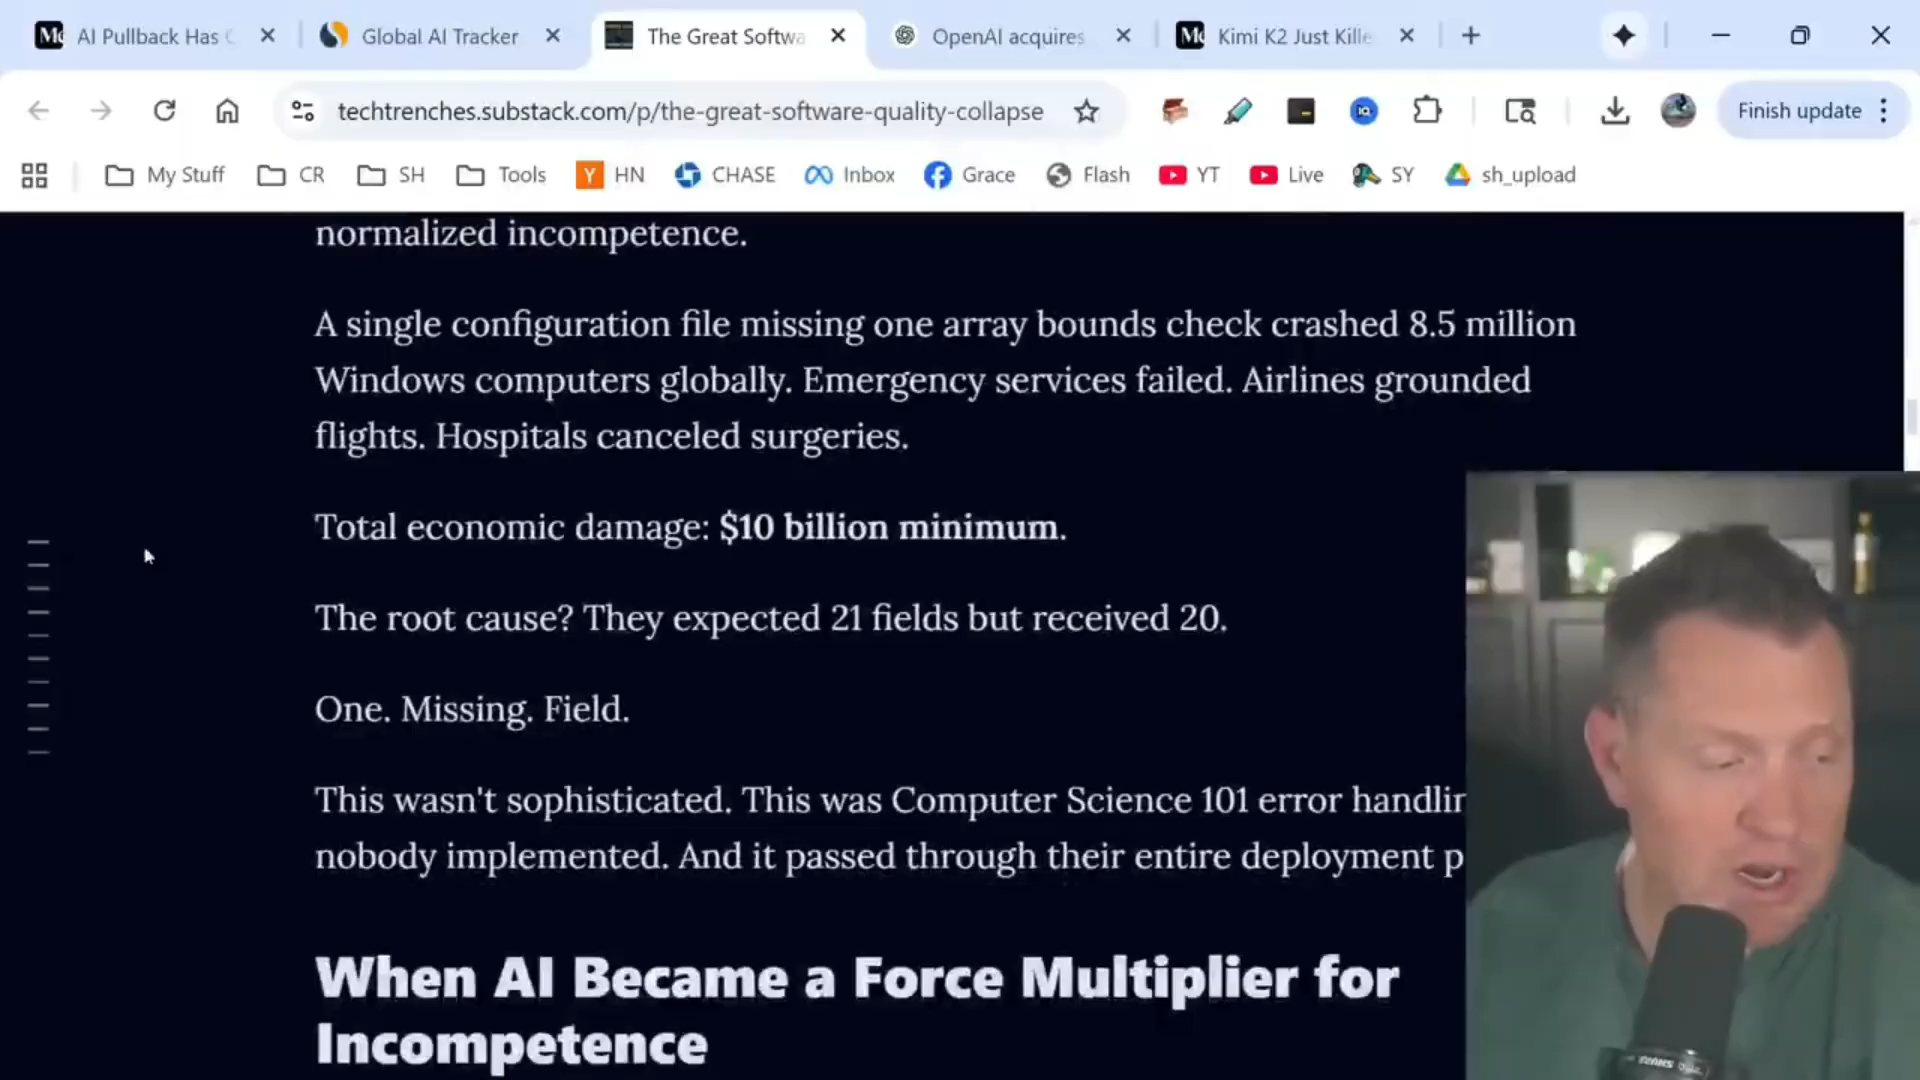 AI Pullback Has
Global AI Tracker
The Great Softwa
OpenAI acquires
Kimi K2 Just Kille
techtrenches.substack.com/p/the-great-software-quality-collapse
Finish update
My Stuff
CR
SH
Tools
HN
CHASE
Inbox
Grace
Flash
YT
Live
SY
sh_upload
normalized incompetence.
A single configuration file missing one array bounds check crashed 8.5 million
Windows computers globally. Emergency services failed. Airlines grounded
flights. Hospitals canceled surgeries.
Total economic damage: $10 billion minimum.
The root cause? They expected 21 fields but received 20.
One. Missing. Field.
This wasn't sophisticated. This was Computer Science 101 error handlin
nobody implemented. And it passed through their entire deployment p
When AI Became a Force Multiplier for
Incompetence